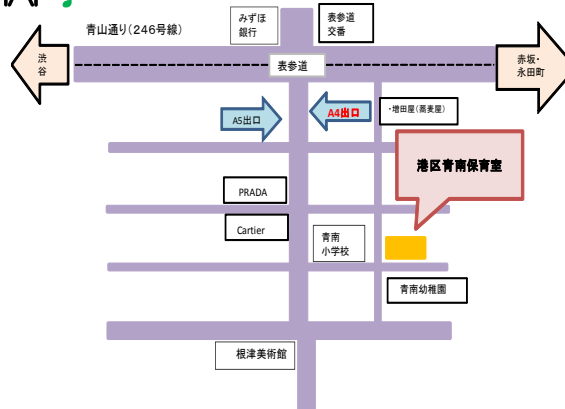 みずほ
銀行
表参道
交番
青山通り(246号線)
渋
谷
表参道
赤坂・
永田町
A5出口
A4出口
・増田屋(蕎麦屋)
港区青南保育室
PRADA
Cartier
青南
小学校
青南幼稚園
根津美術館